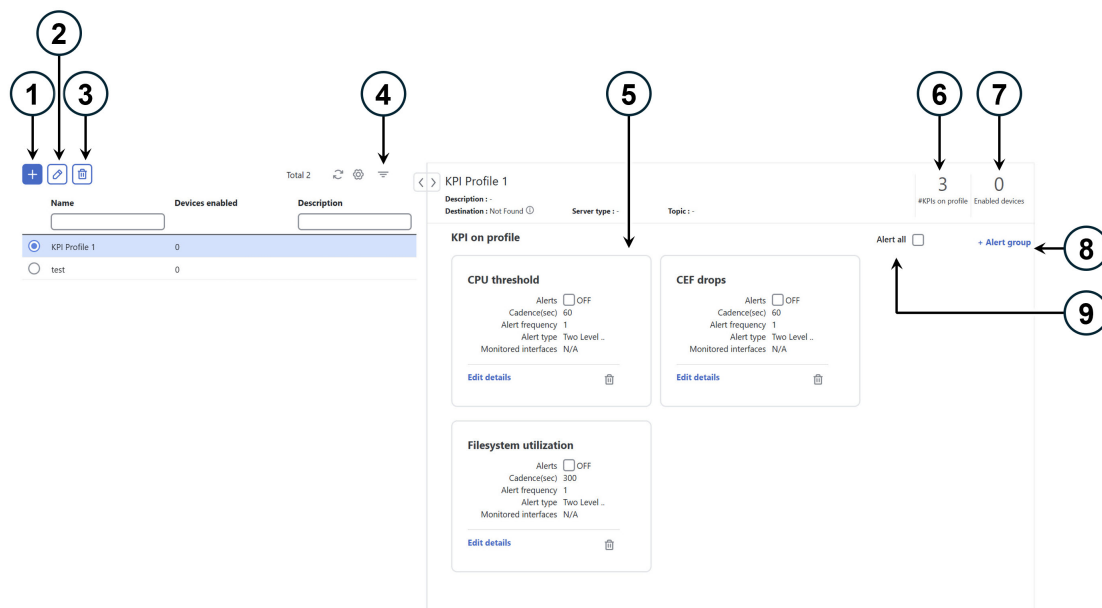 2
1
3
4
5
6
7
Total 2
Name
Devices enabled
Description
KPI Profile 1
0
test
0
KPI Profile 1
Description : -
Destination : Not Found
Server type : -
Topic : -
3
#KPIs on profile
0
Enabled devices
KPI on profile
Alert all
+ Alert group
8
9
CPU threshold
Alerts OFF
Cadence(sec) 60
Alert frequency 1
Alert type Two Level ..
Monitored interfaces N/A
Edit details
CEF drops
Alerts OFF
Cadence(sec) 60
Alert frequency 1
Alert type Two Level ..
Monitored interfaces N/A
Edit details
Filesystem utilization
Alerts OFF
Cadence(sec) 300
Alert frequency 1
Alert type Two Level ..
Monitored interfaces N/A
Edit details